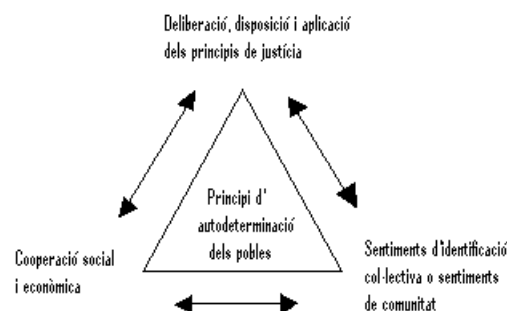 Deliberació, disposició i aplicació
dels principis de justícia
Principi d'
autodeterminació
dels pobles
Cooperació social
i econòmica
Sentiments d'identificació
col·lectiva o sentiments
de comunitat